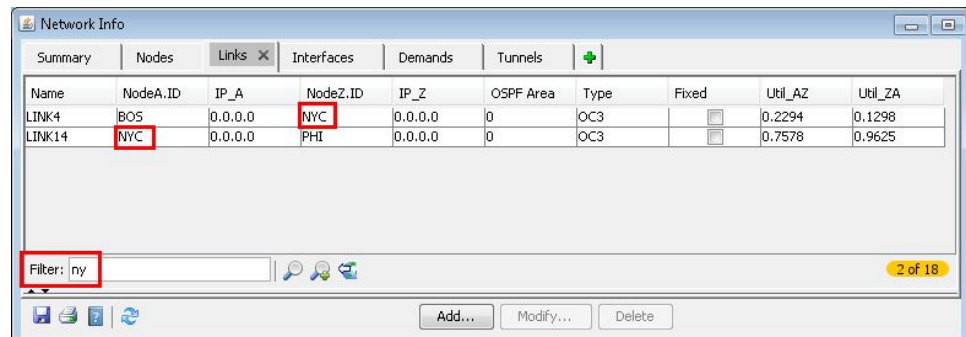 Network Info
Summary Nodes Links Interfaces Demands Tunnels
Name NodeA.ID IP_A NodeZ.ID IP_Z OSPF Area Type Fixed Util_AZ Util_ZA
LINK4 BOS 0.0.0.0 NYC 0.0.0.0 0 OC3 0.2294 0.1298
LINK14 NYC 0.0.0.0 PHI 0.0.0.0 0 OC3 0.7578 0.9625
Filter: ny 2 of 18
Add... Modify... Delete